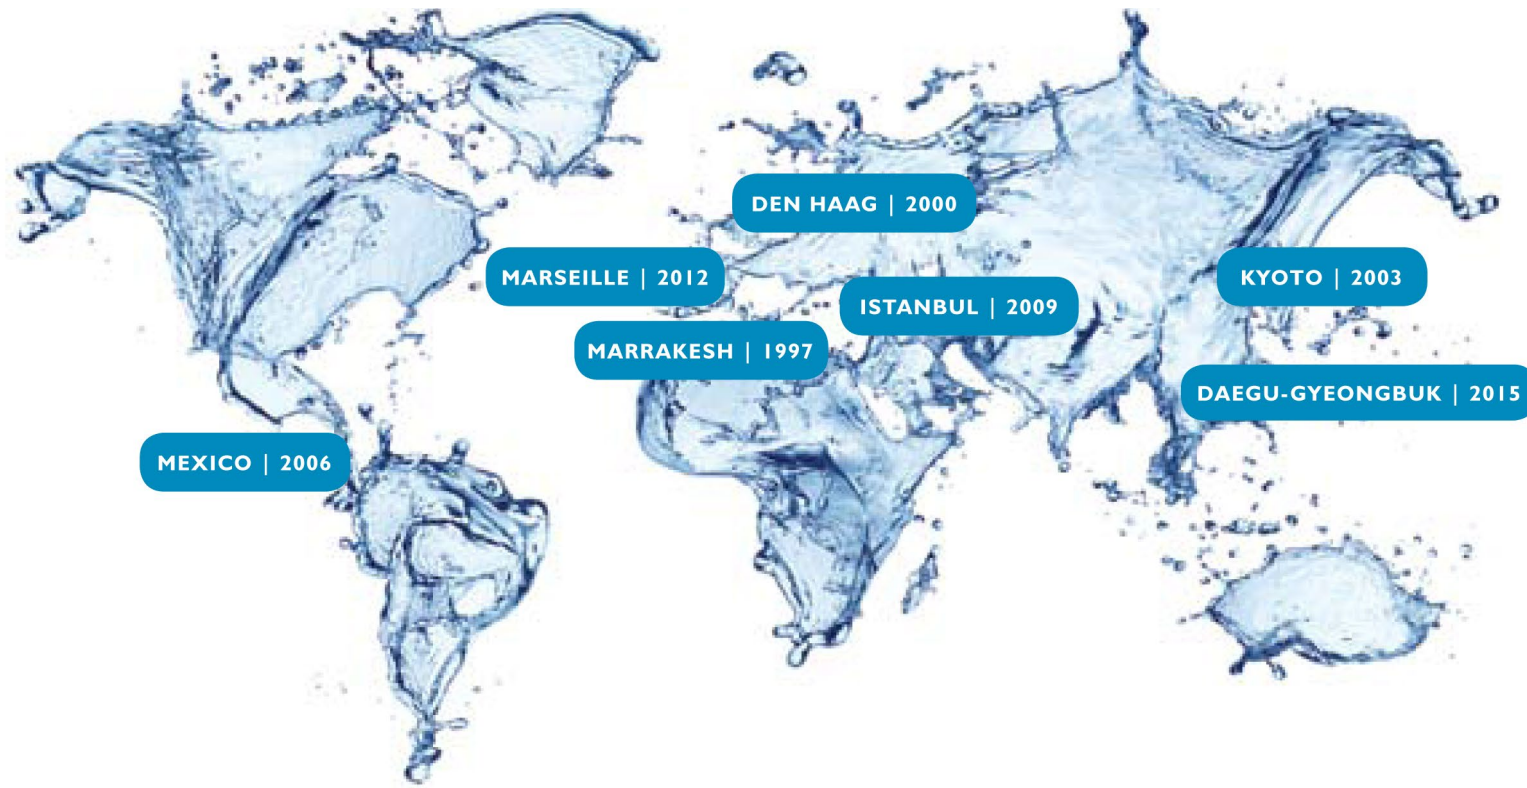 DEN HAAG | 2000
MARSEILLE | 2012
KYOTO | 2003
ISTANBUL | 2009
MARRAKESH | 1997
DAEGU-GYEONGBUK | 2015
MEXICO | 2006